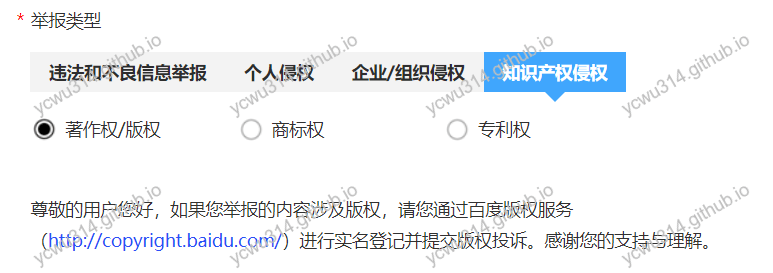 * 举报类型
ycwu314.github.io ycwu314.github.io ycwu314.github.io ycwu314.github.io
违法和不良信息举报 个人侵权 企业/组织侵权 知识产权侵权
著作权/版权 商标权 专利权
ycwu314.github.io ycwu314.github.io ycwu314.github.io ycwu314.github.io
尊敬的用户您好，如果您举报的内容涉及版权，请您通过百度版权服务
（http://copyright.baidu.com/）进行实名登记并提交版权投诉。感谢您的支持与理解。